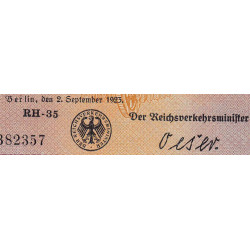 Berlin, den 2. September 1923.
RH-35
Der Reichsverkehrsminister
382357
Oeser.